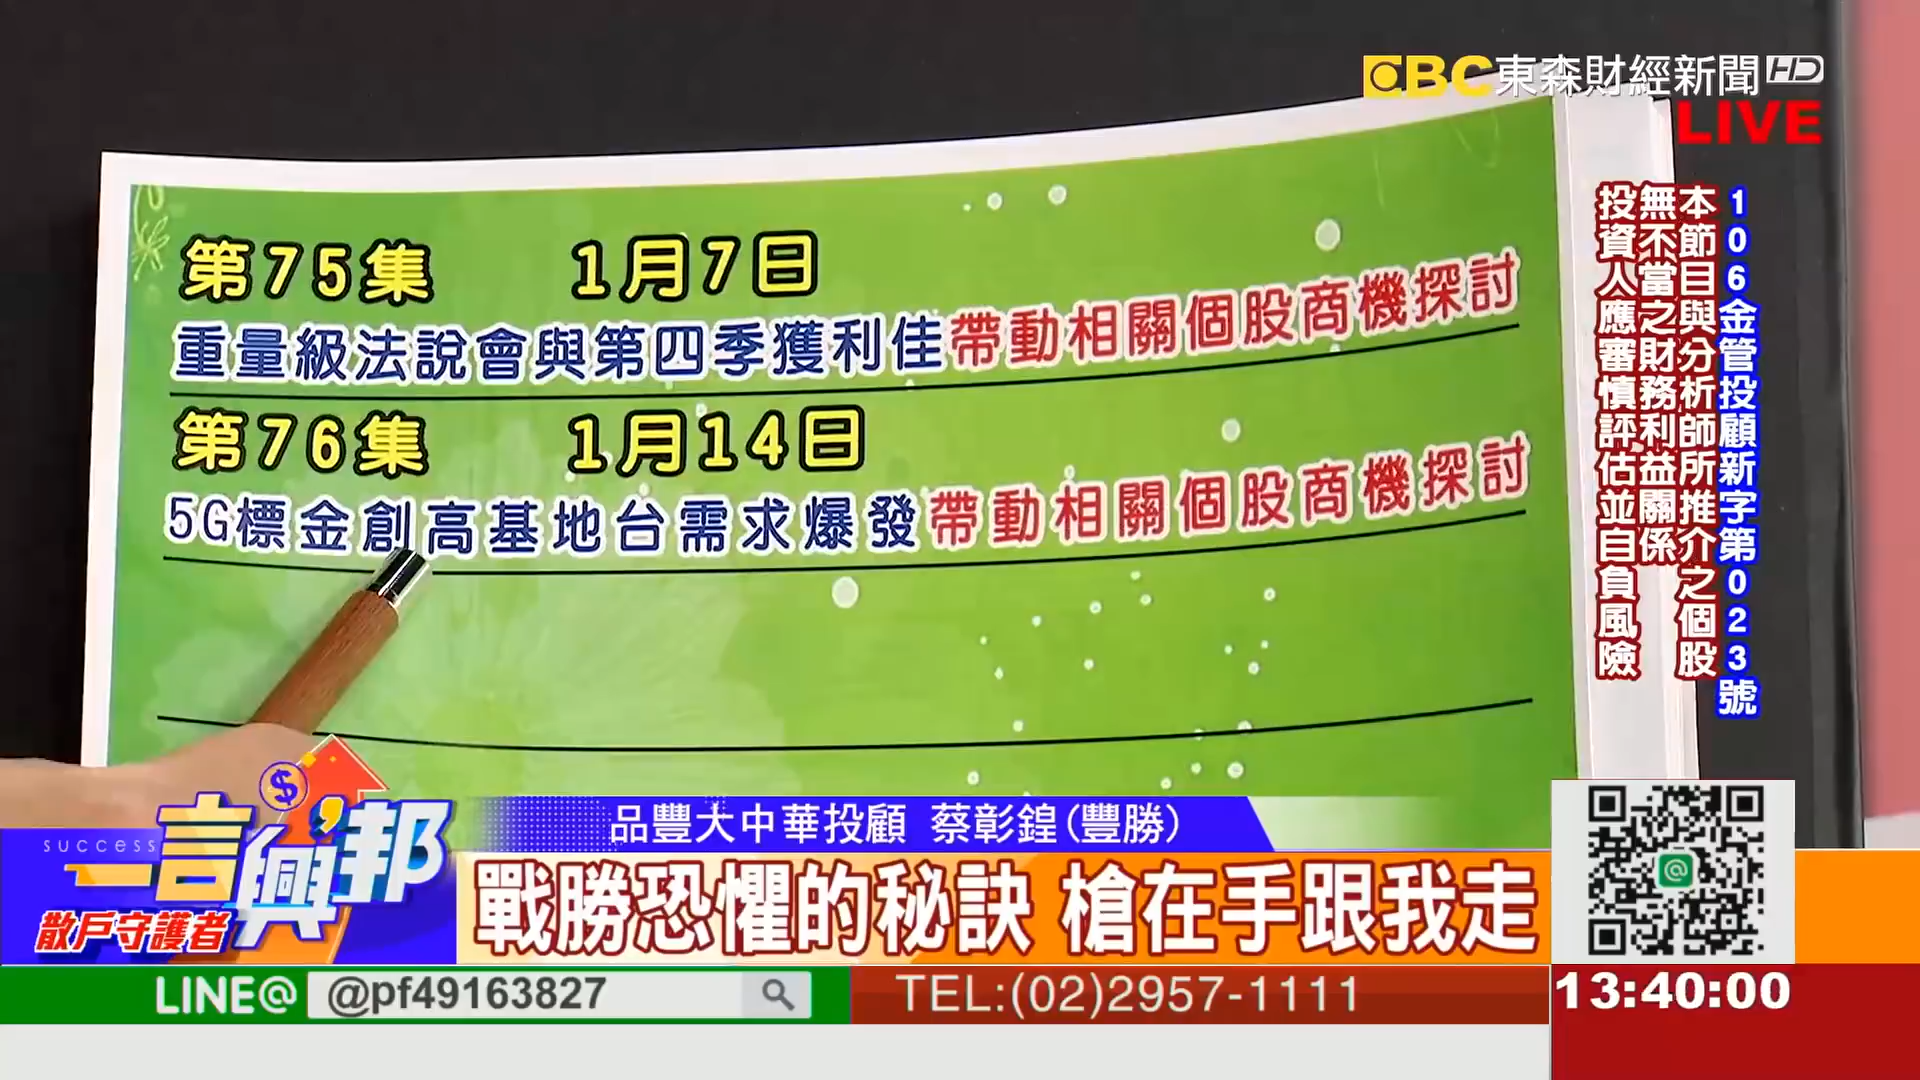 EBC東森財經新聞HD
LIVE
第75集 1月7日
重量級法說會與第四季獲利佳帶動相關個股商機探討
第76集 1月14日
5G標金創高基地台需求爆發帶動相關個股商機探討
106金管投顧新字第023號
本節目與分析師所推介之個股
無不當之財務利益關係
投資人應審慎評估並自負風險
$
success
一言興邦
散戶守護者
品豐大中華投顧 蔡彰鍠(豐勝)
戰勝恐懼的秘訣 槍在手跟我走
LINE@ @pf49163827
TEL:(02)2957-1111
13:40:00